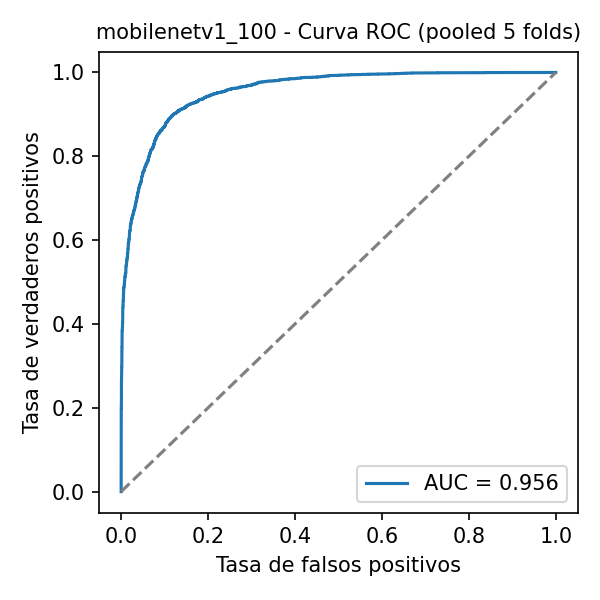 mobilenetv1_100 - Curva ROC (pooled 5 folds)
Tasa de verdaderos positivos
1.0
0.8
0.6
0.4
0.2
0.0
AUC = 0.956
0.0 0.2 0.4 0.6 0.8 1.0
Tasa de falsos positivos